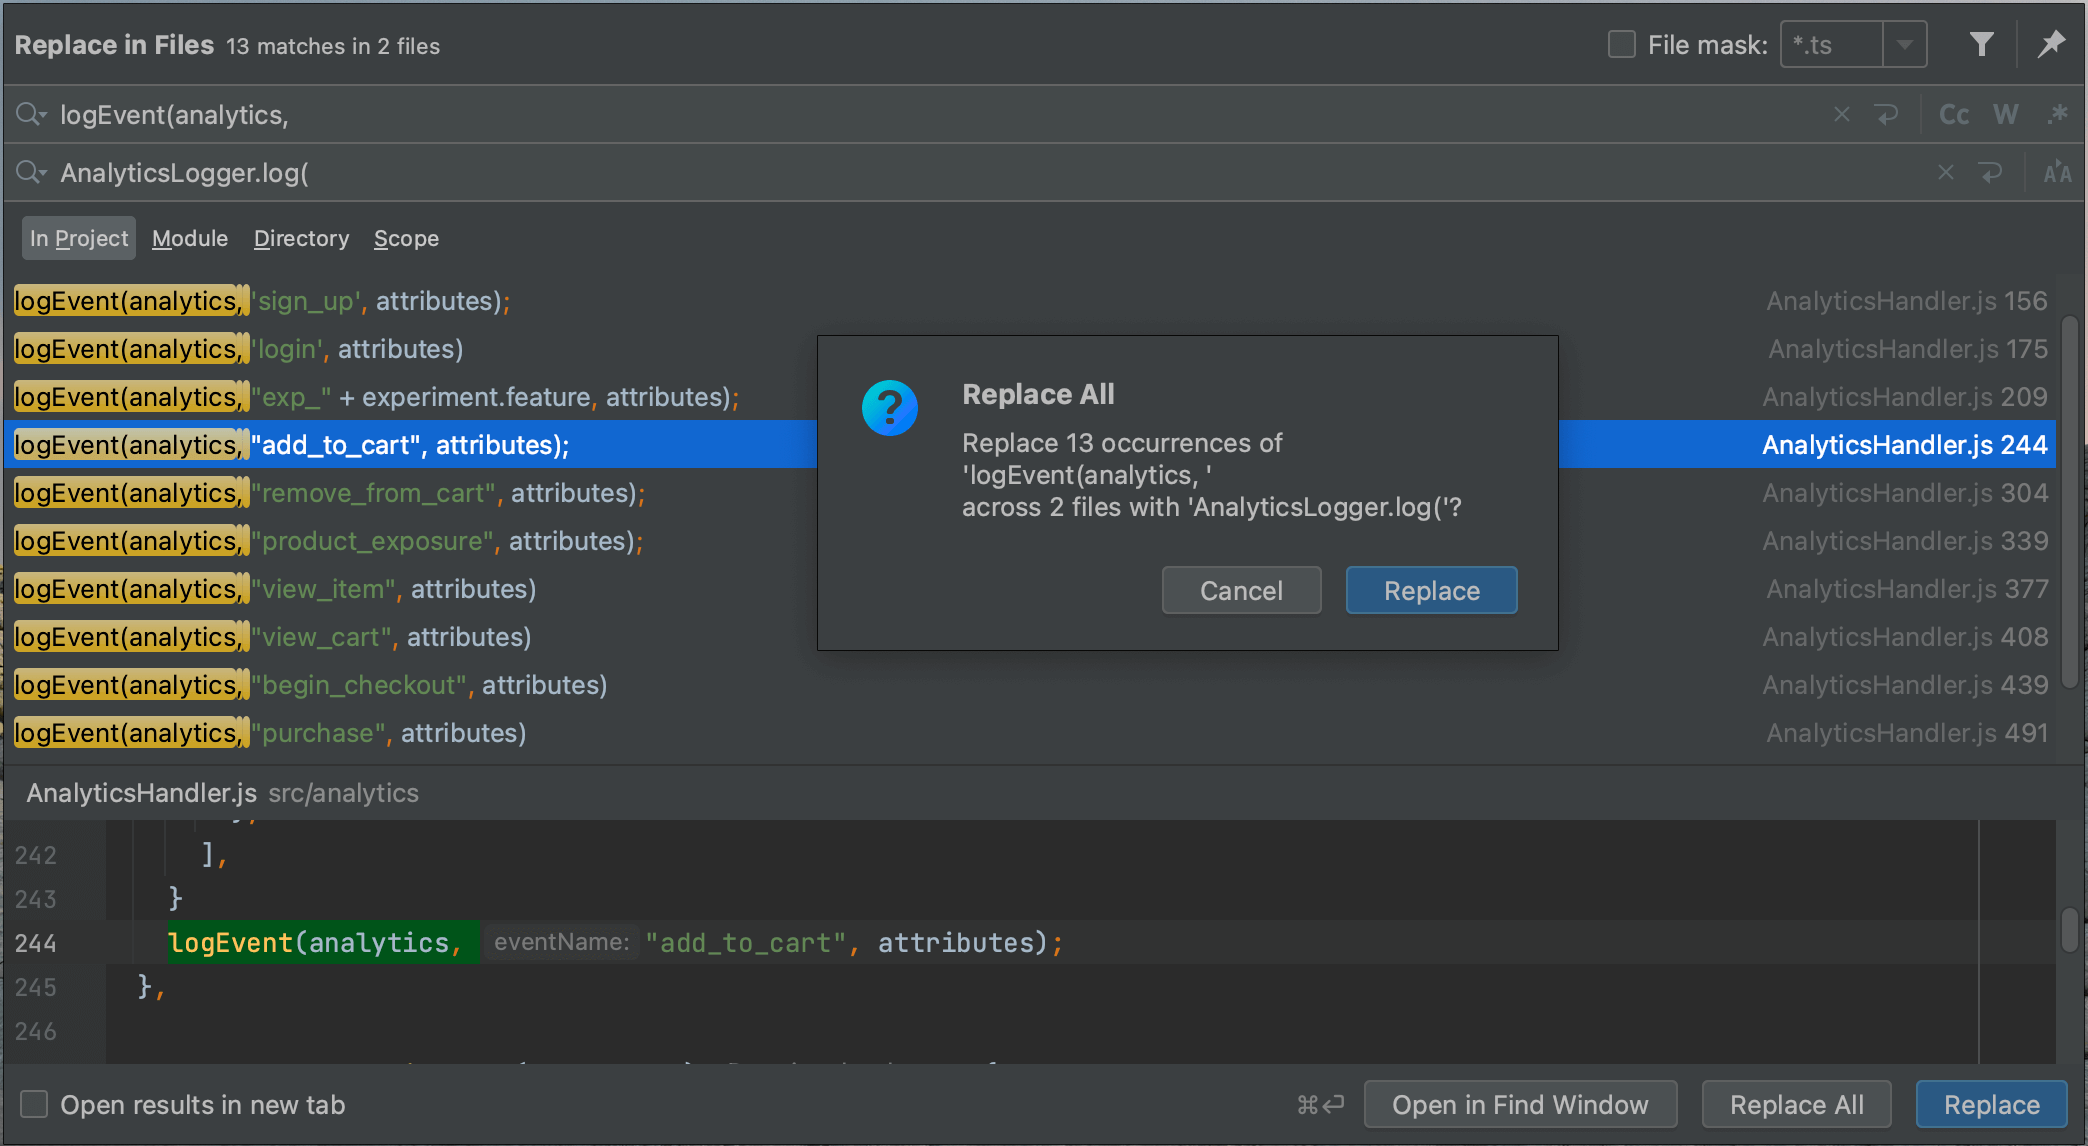 Replace in Files 13 matches in 2 files File mask: *.ts
logEvent(analytics, Cc W .*
AnalyticsLogger.log( AA
In Project Module Directory Scope
logEvent(analytics, 'sign_up', attributes); AnalyticsHandler.js 156
logEvent(analytics, 'login', attributes) AnalyticsHandler.js 175
logEvent(analytics, "exp_" + experiment.feature, attributes); AnalyticsHandler.js 209
logEvent(analytics, "add_to_cart", attributes); AnalyticsHandler.js 244
logEvent(analytics, "remove_from_cart", attributes); AnalyticsHandler.js 304
logEvent(analytics, "product_exposure", attributes); AnalyticsHandler.js 339
logEvent(analytics, "view_item", attributes) AnalyticsHandler.js 377
logEvent(analytics, "view_cart", attributes) AnalyticsHandler.js 408
logEvent(analytics, "begin_checkout", attributes) AnalyticsHandler.js 439
logEvent(analytics, "purchase", attributes) AnalyticsHandler.js 491
Replace All
Replace 13 occurrences of
'logEvent(analytics, '
across 2 files with 'AnalyticsLogger.log('?
Cancel Replace
AnalyticsHandler.js src/analytics
242 ],
243 }
244 logEvent(analytics, eventName: "add_to_cart", attributes);
245 },
246
Open results in new tab ⌘↩ Open in Find Window Replace All Replace